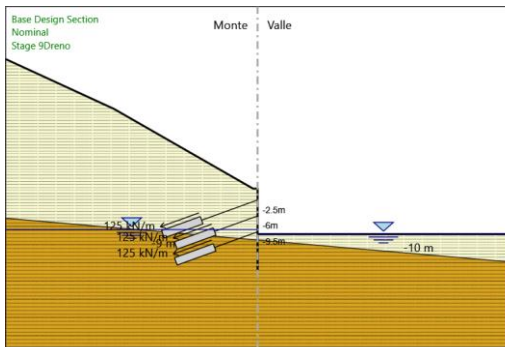 Base Design Section
Nominal
Stage 9Dreno
Monte
Valle
-2.5m
125 kN/m
-6m
125 kN/m
-9 m
-9.5m
-10 m
125 kN/m